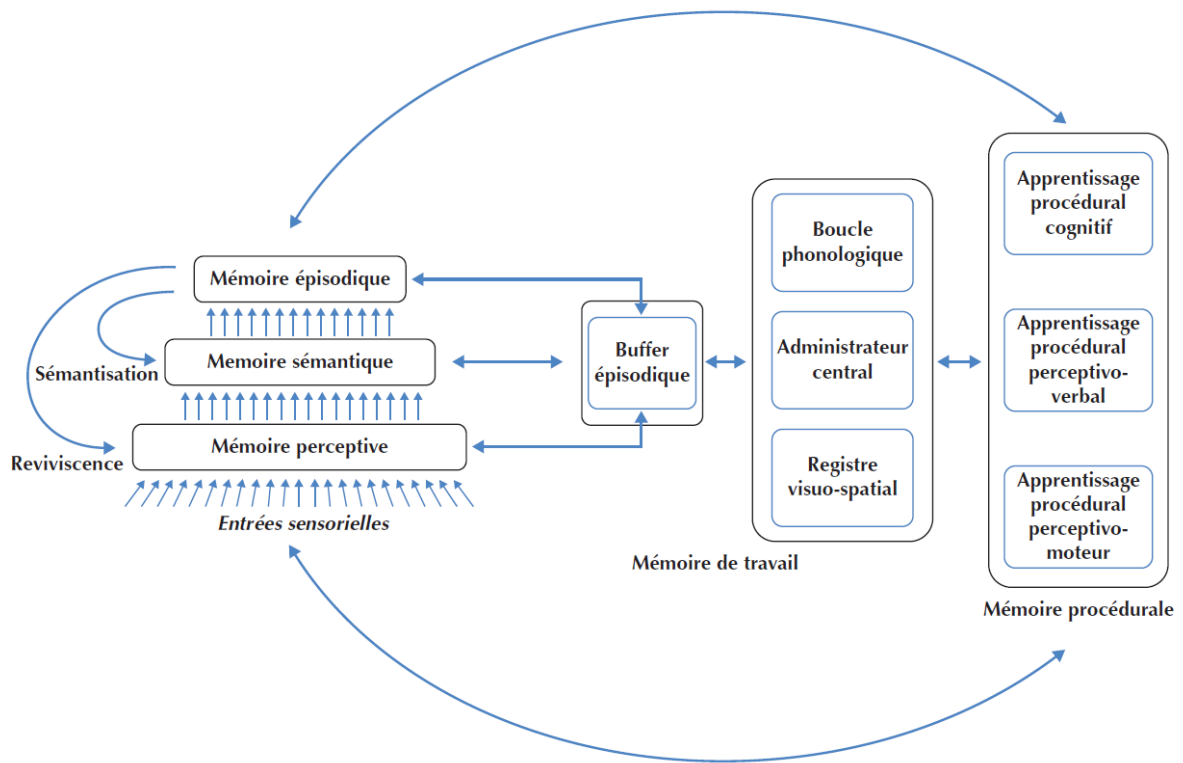 Mémoire épisodique
Memoire sémantique
Sémantisation
Mémoire perceptive
Reviviscence
Entrées sensorielles
Buffer
épisodique
Boucle
phonologique
Administrateur
central
Registre
visuo-spatial
Mémoire de travail
Apprentissage
procédural
cognitif
Apprentissage
procédural
perceptivo-
verbal
Apprentissage
procédural
perceptivo-
moteur
Mémoire procédurale